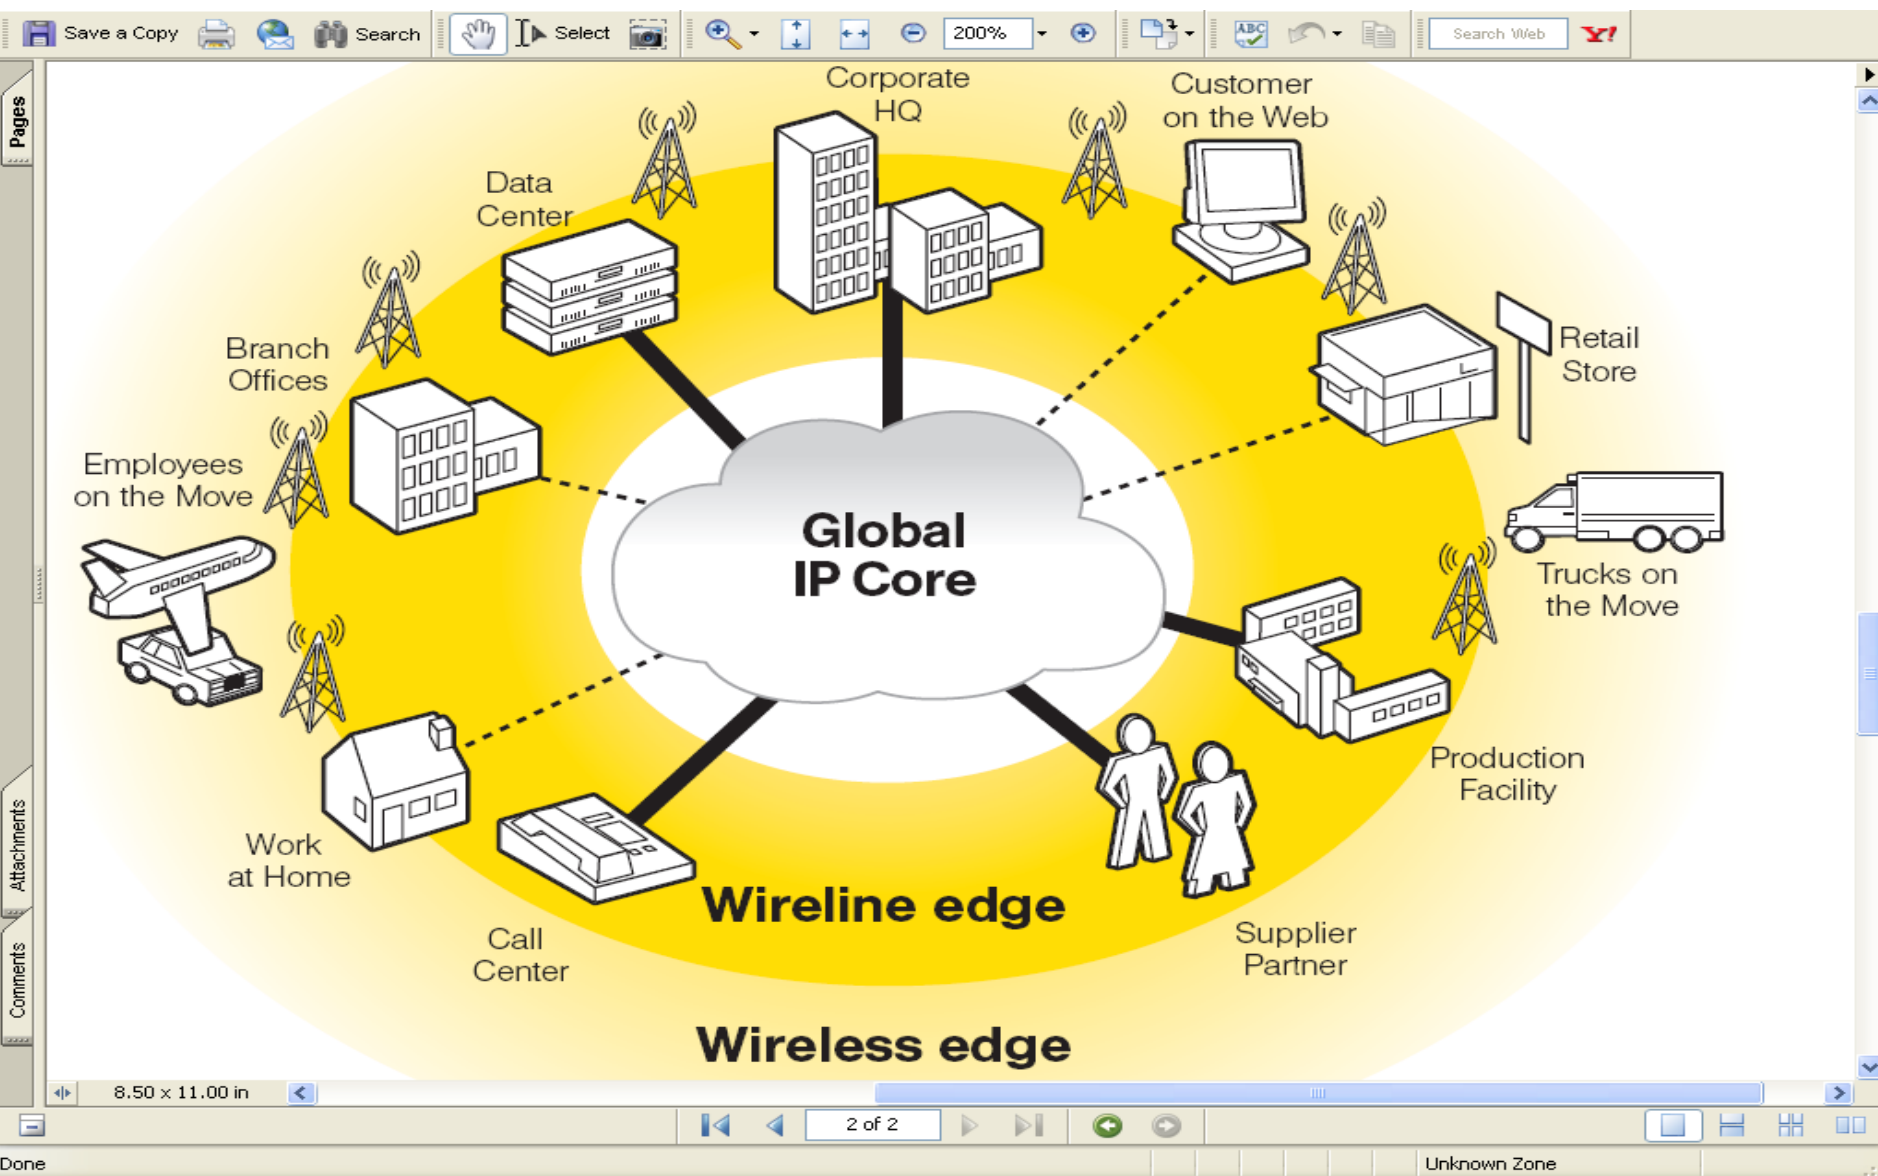 Save a Copy
Search
Select
200%
ABC
Search Web
Y!
Pages
Attachments
Comments
Corporate
HQ
Customer
on the Web
Data
Center
Branch
Offices
Retail
Store
Employees
on the Move
Global
IP Core
Trucks on
the Move
Production
Facility
Work
at Home
Wireline edge
Call
Center
Supplier
Partner
Wireless edge
8.50 x 11.00 in
2 of 2
Done
Unknown Zone